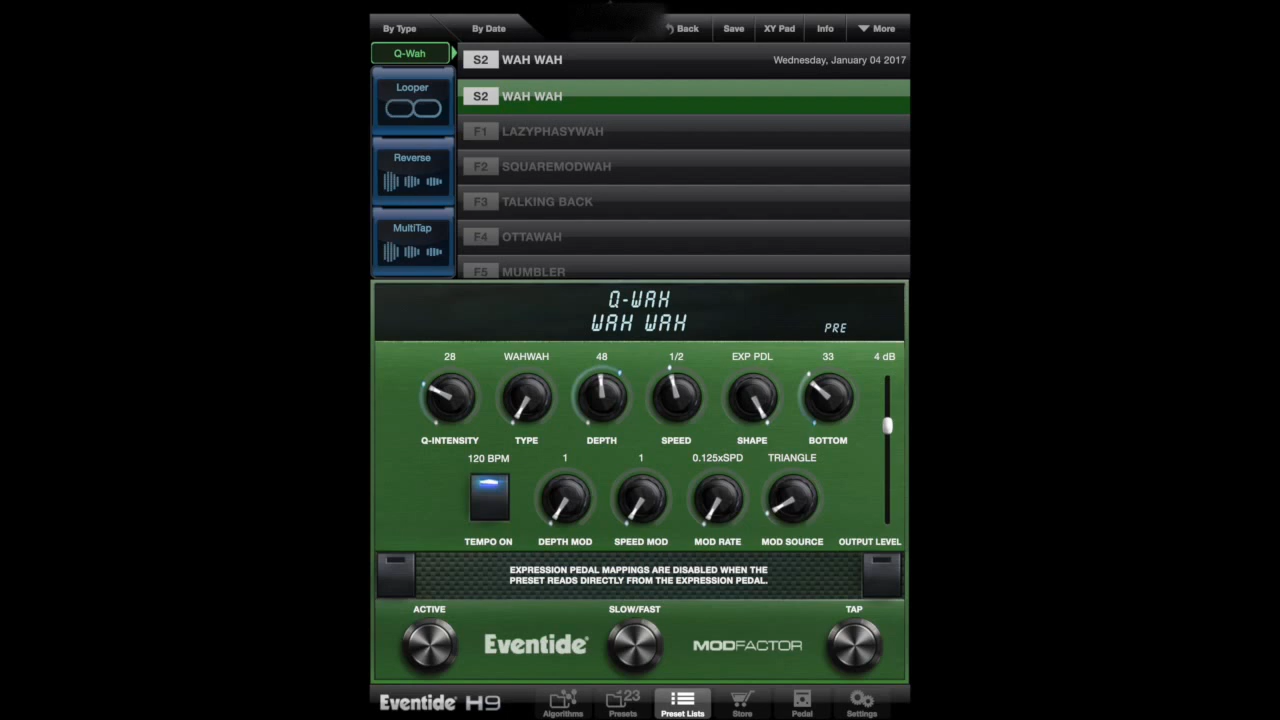 By Type By Date Back Save XY Pad Info More
Q-Wah
S2 WAH WAH Wednesday, January 04 2017
Looper
S2 WAH WAH
F1 LAZYPHASYWAH
Reverse
F2 SQUAREMODWAH
F3 TALKING BACK
MultiTap
F4 OTTAWAH
F5 MUMBLER
Q-WAH
WAH WAH
PRE
28 WAHWAH 48 1/2 EXP PDL 33 4 dB
Q-INTENSITY TYPE DEPTH SPEED SHAPE BOTTOM
120 BPM 1 1 0.125xSPD TRIANGLE
TEMPO ON DEPTH MOD SPEED MOD MOD RATE MOD SOURCE OUTPUT LEVEL
EXPRESSION PEDAL MAPPINGS ARE DISABLED WHEN THE
PRESET READS DIRECTLY FROM THE EXPRESSION PEDAL.
ACTIVE SLOW/FAST TAP
Eventide® MODFACTOR
Eventide® H9
23
Algorithms Presets Preset Lists Store Pedal Settings